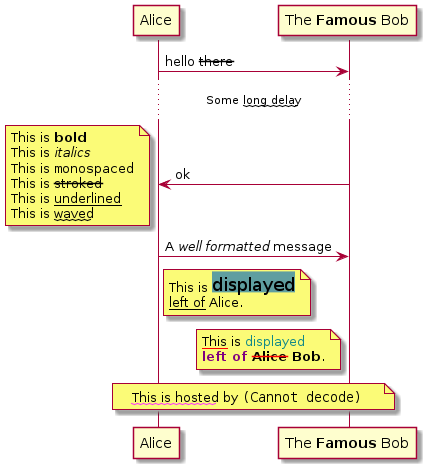 Alice
The Famous Bob
hello there
Some long delay
ok
This is bold
This is italics
This is monospaced
This is stroked
This is underlined
This is waved
A well formatted message
This is displayed
left of Alice.
This is displayed
left of Alice Bob.
This is hosted by (Cannot decode)
Alice
The Famous Bob